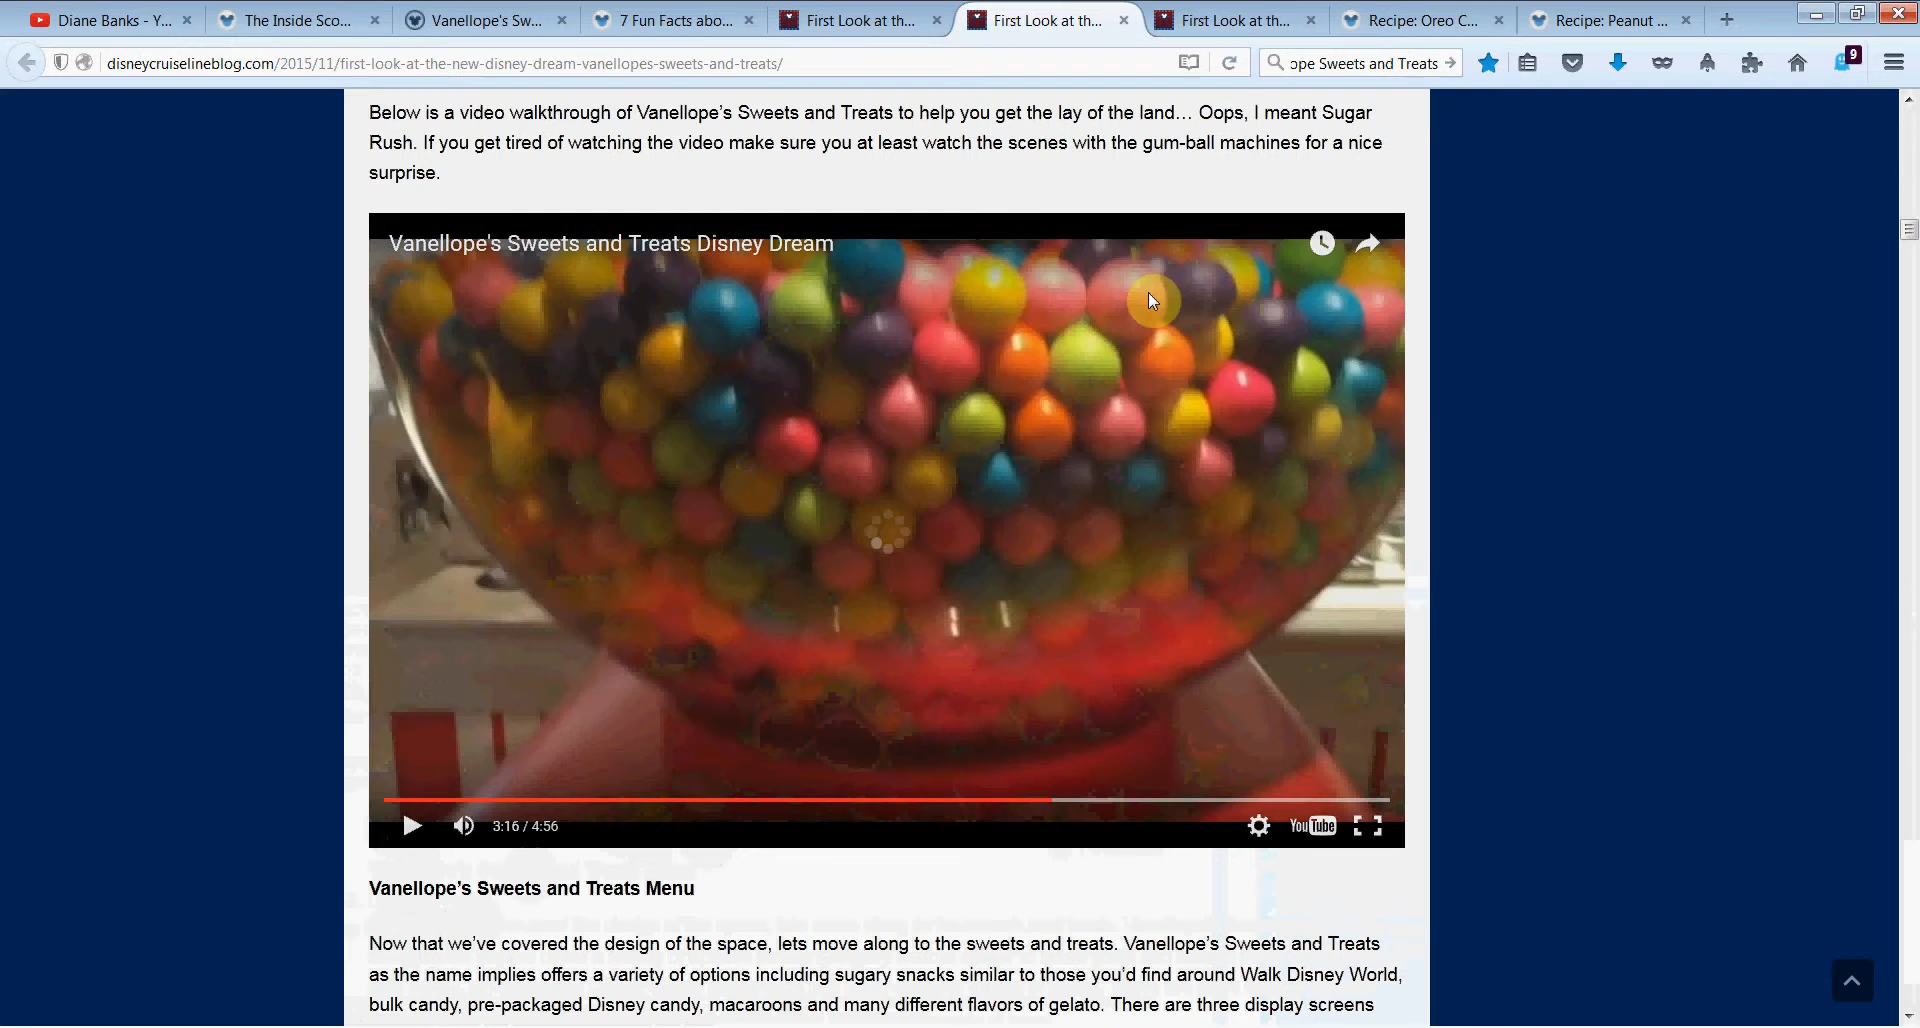 Diane Banks - Y...
The Inside Sco...
Vanellope's Sw...
7 Fun Facts abo...
First Look at th...
First Look at th...
First Look at th...
Recipe: Oreo C...
Recipe: Peanut ...
disneycruiselineblog.com/2015/11/first-look-at-the-new-disney-dream-vanellopes-sweets-and-treats/
ope Sweets and Treats
9
Below is a video walkthrough of Vanellope’s Sweets and Treats to help you get the lay of the land… Oops, I meant Sugar
Rush. If you get tired of watching the video make sure you at least watch the scenes with the gum-ball machines for a nice
surprise.
Vanellope's Sweets and Treats Disney Dream
3:16 / 4:56
YouTube
Vanellope’s Sweets and Treats Menu
Now that we’ve covered the design of the space, lets move along to the sweets and treats. Vanellope’s Sweets and Treats
as the name implies offers a variety of options including sugary snacks similar to those you’d find around Walk Disney World,
bulk candy, pre-packaged Disney candy, macaroons and many different flavors of gelato. There are three display screens